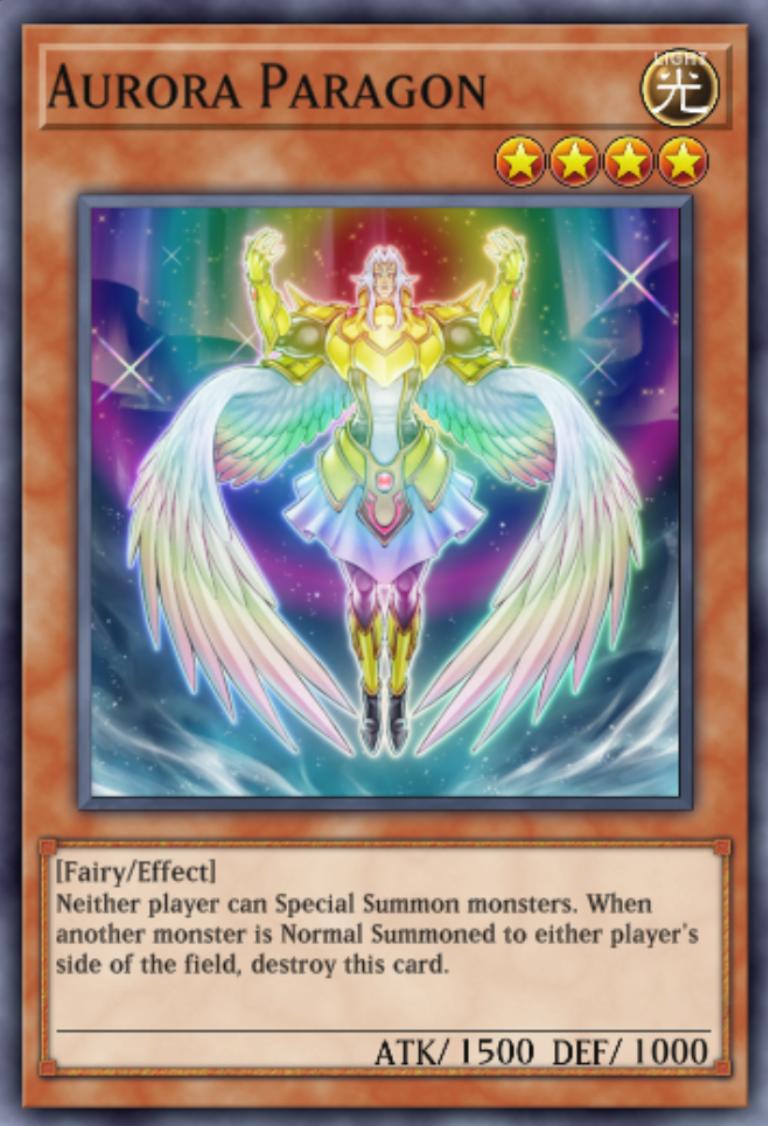 AURORA PARAGON
LIGHT
光
[Fairy/Effect]
Neither player can Special Summon monsters. When
another monster is Normal Summoned to either player's
side of the field, destroy this card.
ATK/ 1500 DEF/ 1000